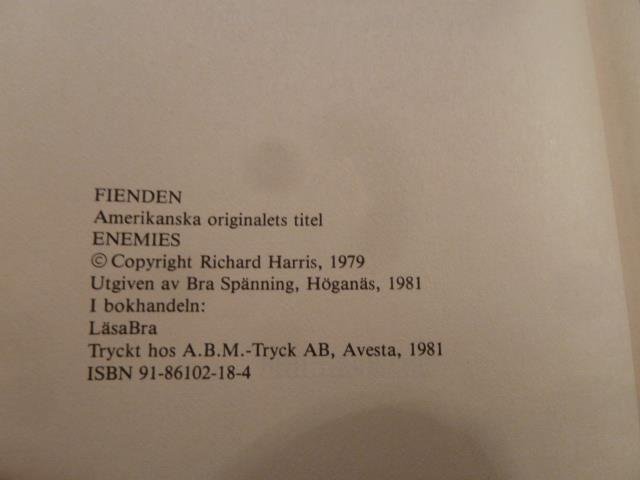 FIENDEN
Amerikanska originalets titel
ENEMIES
© Copyright Richard Harris, 1979
Utgiven av Bra Spänning, Höganäs, 1981
I bokhandeln:
LäsaBra
Tryckt hos A.B.M.-Tryck AB, Avesta, 1981
ISBN 91-86102-18-4